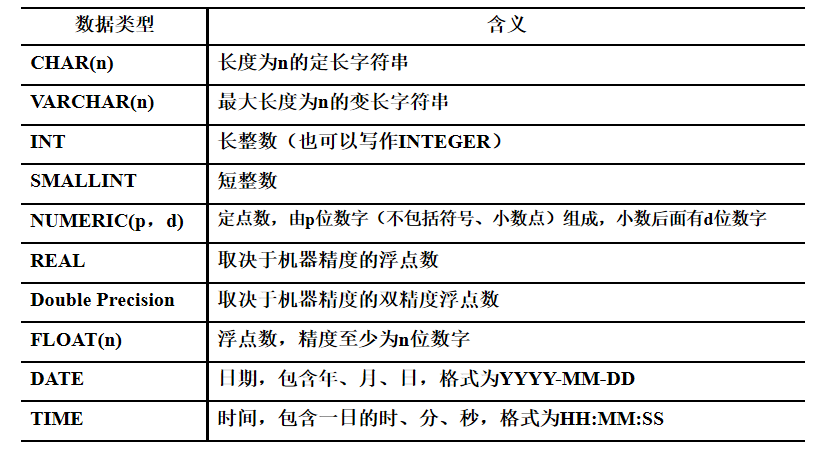 数据类型 含义
CHAR(n) 长度为n的定长字符串
VARCHAR(n) 最大长度为n的变长字符串
INT 长整数（也可以写作INTEGER）
SMALLINT 短整数
NUMERIC(p，d) 定点数，由p位数字（不包括符号、小数点）组成，小数后面有d位数字
REAL 取决于机器精度的浮点数
Double Precision 取决于机器精度的双精度浮点数
FLOAT(n) 浮点数，精度至少为n位数字
DATE 日期，包含年、月、日，格式为YYYY-MM-DD
TIME 时间，包含一日的时、分、秒，格式为HH:MM:SS